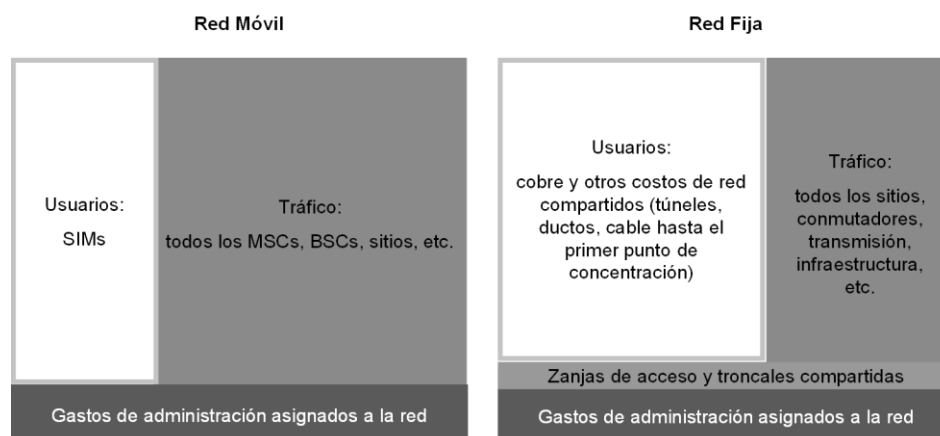 Red Móvil
Usuarios:
SIMs
Tráfico:
todos los MSCs, BSCs, sitios, etc.
Gastos de administración asignados a la red
Red Fija
Usuarios:
cobre y otros costos de red
compartidos (túneles,
ductos, cable hasta el
primer punto de
concentración)
Tráfico:
todos los sitios,
conmutadores,
transmisión,
infraestructura,
etc.
Zanjas de acceso y troncales compartidas
Gastos de administración asignados a la red